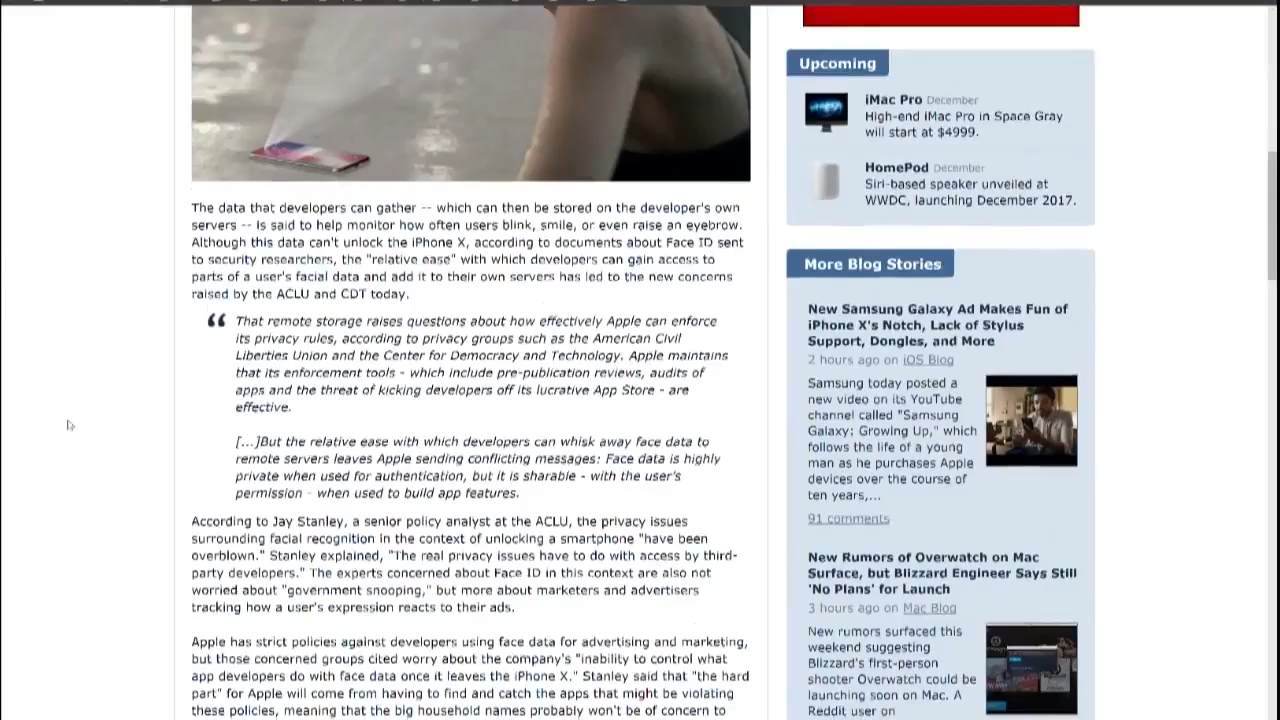 The data that developers can gather -- which can then be stored on the developer's own
servers -- is said to help monitor how often users blink, smile, or even raise an eyebrow.
Although this data can't unlock the iPhone X, according to documents about Face ID sent
to security researchers, the "relative ease" with which developers can gain access to
parts of a user's facial data and add it to their own servers has led to the new concerns
raised by the ACLU and CDT today.
“ That remote storage raises questions about how effectively Apple can enforce
its privacy rules, according to privacy groups such as the American Civil
Liberties Union and the Center for Democracy and Technology. Apple maintains
that its enforcement tools - which include pre-publication reviews, audits of
apps and the threat of kicking developers off its lucrative App Store - are
effective.
[...]But the relative ease with which developers can whisk away face data to
remote servers leaves Apple sending conflicting messages: Face data is highly
private when used for authentication, but it is sharable - with the user's
permission - when used to build app features.
According to Jay Stanley, a senior policy analyst at the ACLU, the privacy issues
surrounding facial recognition in the context of unlocking a smartphone "have been
overblown." Stanley explained, "The real privacy issues have to do with access by third-
party developers." The experts concerned about Face ID in this context are also not
worried about "government snooping," but more about marketers and advertisers
tracking how a user's expression reacts to their ads.
Apple has strict policies against developers using face data for advertising and marketing,
but those concerned groups cited worry about the company's "inability to control what
app developers do with face data once it leaves the iPhone X." Stanley said that "the hard
part" for Apple will come from having to find and catch the apps that might be violating
these policies, meaning that the big household names probably won't be of concern to
Upcoming
iMac Pro December
High-end iMac Pro in Space Gray
will start at $4999.
HomePod December
Siri-based speaker unveiled at
WWDC, launching December 2017.
More Blog Stories
New Samsung Galaxy Ad Makes Fun of
iPhone X's Notch, Lack of Stylus
Support, Dongles, and More
2 hours ago on iOS Blog
Samsung today posted a
new video on its YouTube
channel called "Samsung
Galaxy: Growing Up," which
follows the life of a young
man as he purchases Apple
devices over the course of
ten years,...
91 comments
New Rumors of Overwatch on Mac
Surface, but Blizzard Engineer Says Still
'No Plans' for Launch
3 hours ago on Mac Blog
New rumors surfaced this
weekend suggesting
Blizzard's first-person
shooter Overwatch could be
launching soon on Mac. A
Reddit user on